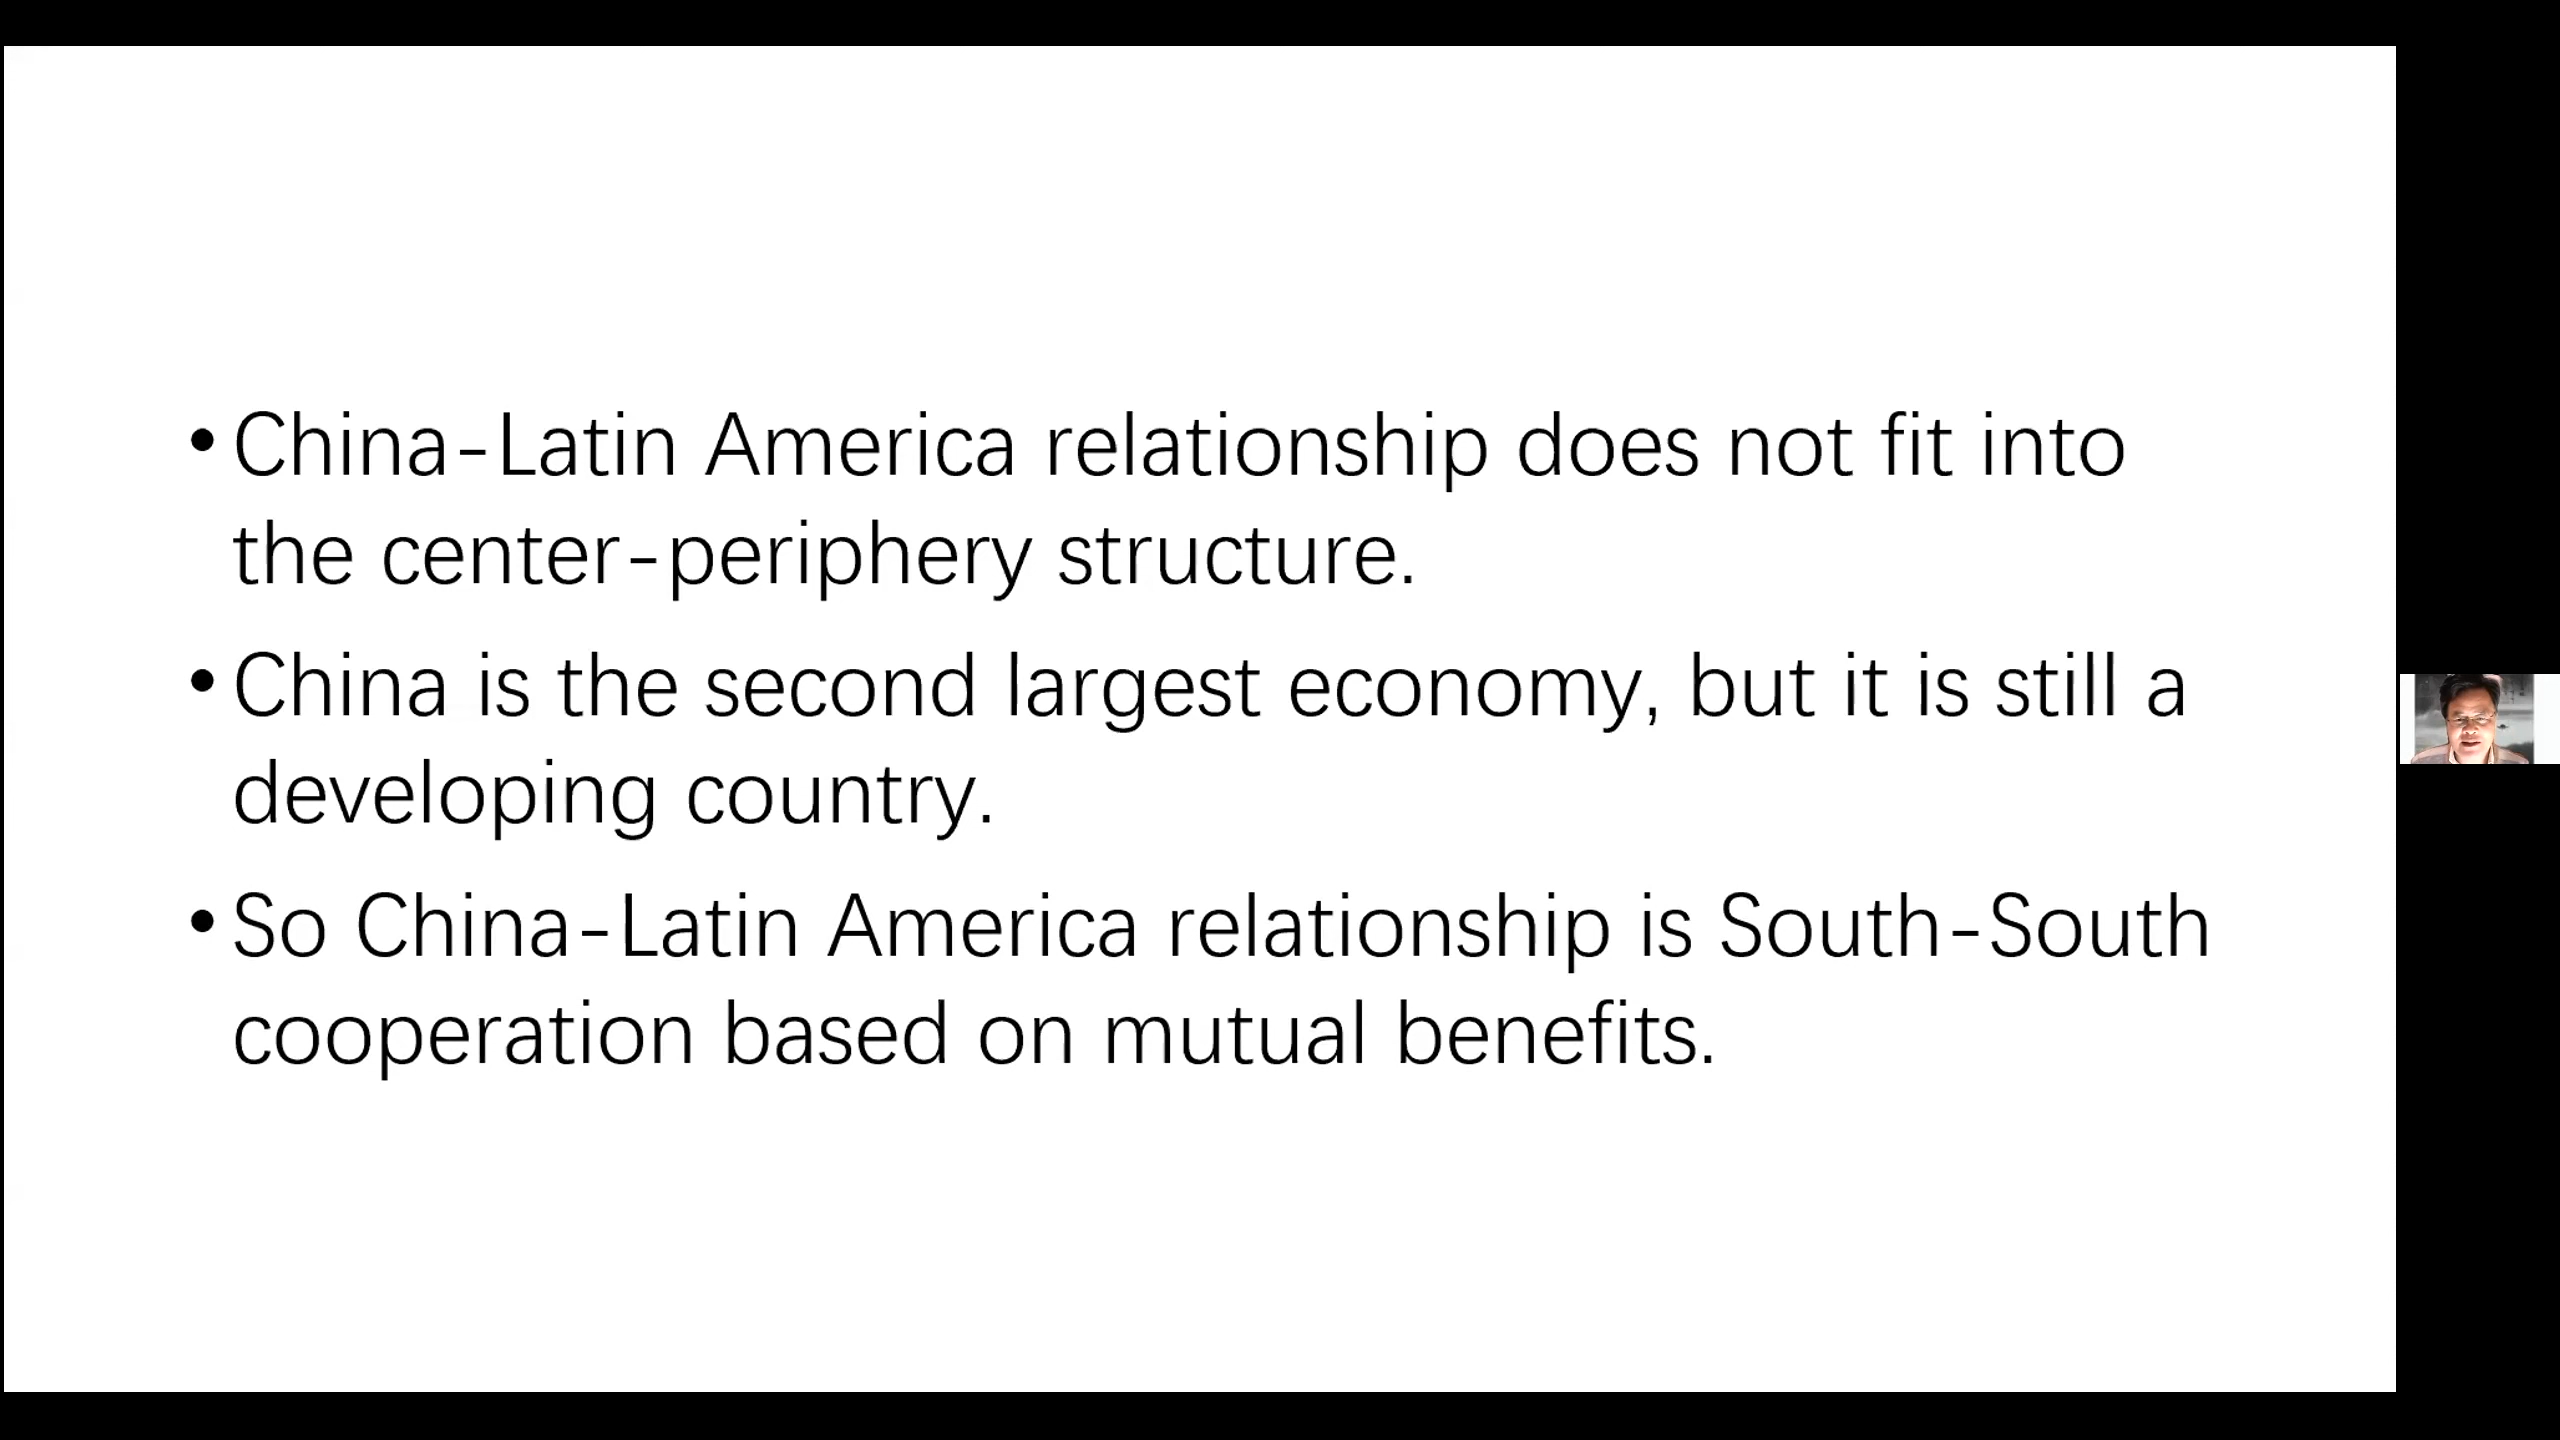 • China-Latin America relationship does not fit into
the center-periphery structure.
• China is the second largest economy, but it is still a
developing country.
• So China-Latin America relationship is South-South
cooperation based on mutual benefits.